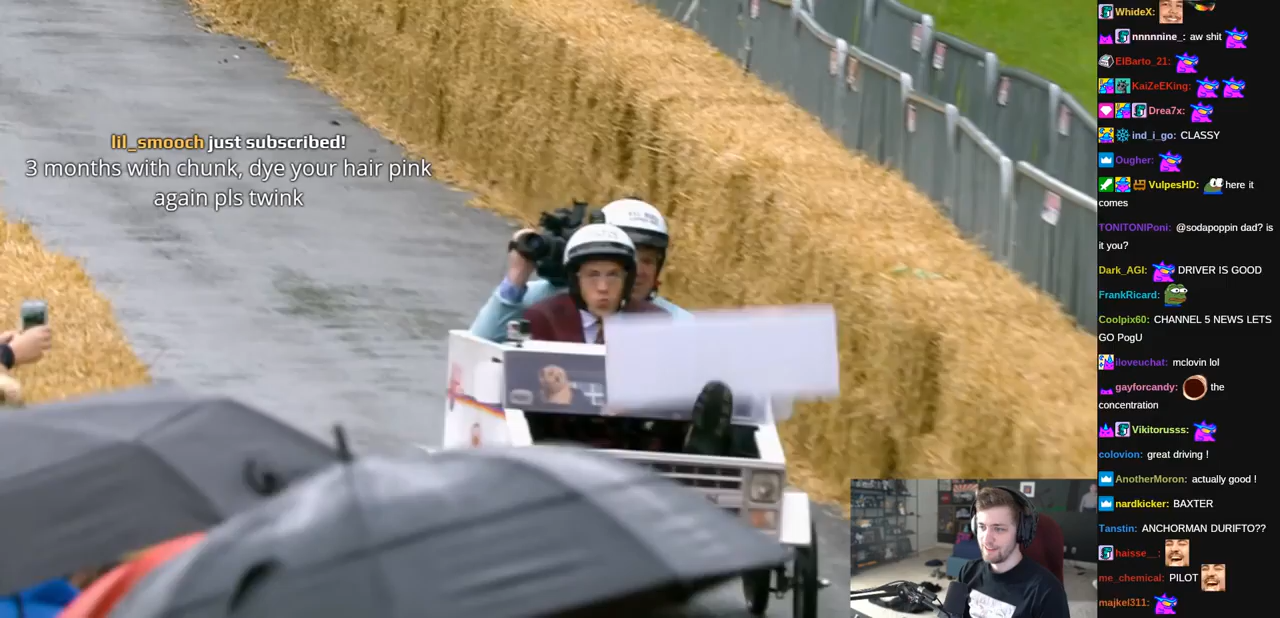 lil_smooch just subscribed!
3 months with chunk, dye your hair pink
again pls twink
WhideX:
nnnnnine_: aw shit
ElBarto_21:
KaiZeEKing:
Drea7x:
ind_i_go: CLASSY
Ougher:
VulpesHD: here it
comes
TONITONIPoni: @sodapoppin dad? is
it you?
Dark_AGI: DRIVER IS GOOD
FrankRicard:
Coolpix60: CHANNEL 5 NEWS LETS
GO PogU
iloveuchat: mclovin lol
gayforcandy: the
concentration
Vikitorusss:
colovion: great driving !
AnotherMoron: actually good !
nardkicker: BAXTER
Tanstin: ANCHORMAN DURIFTO??
haisse__:
me_chemical: PILOT
majkel311: